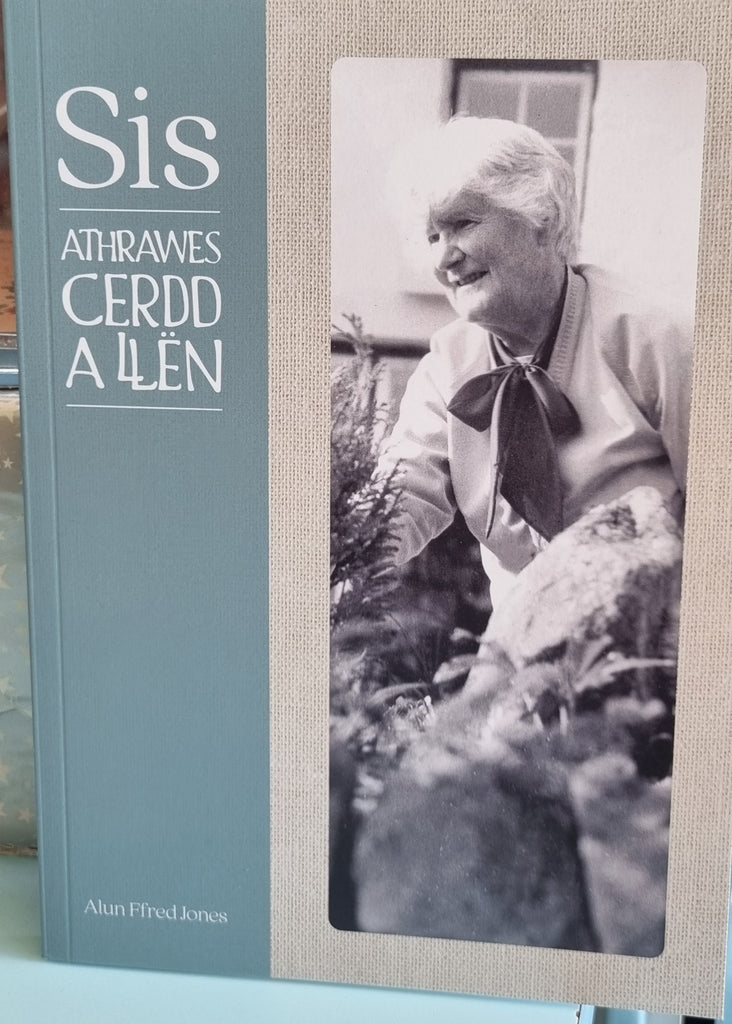 Sis
ATHRAWES
CERDD
A LLËN
Alun Ffred Jones